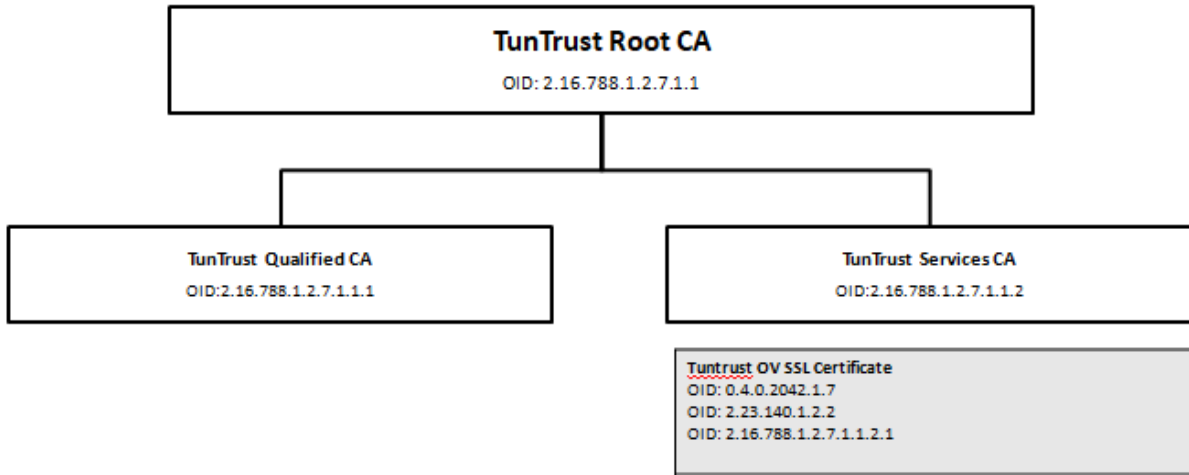 TunTrust Root CA
OID: 2.16.788.1.2.7.1.1
TunTrust Qualified CA
OID:2.16.788.1.2.7.1.1.1
TunTrust Services CA
OID:2.16.788.1.2.7.1.1.2
Tuntrust OV SSL Certificate
OID: 0.4.0.2042.1.7
OID: 2.23.140.1.2.2
OID: 2.16.788.1.2.7.1.1.2.1